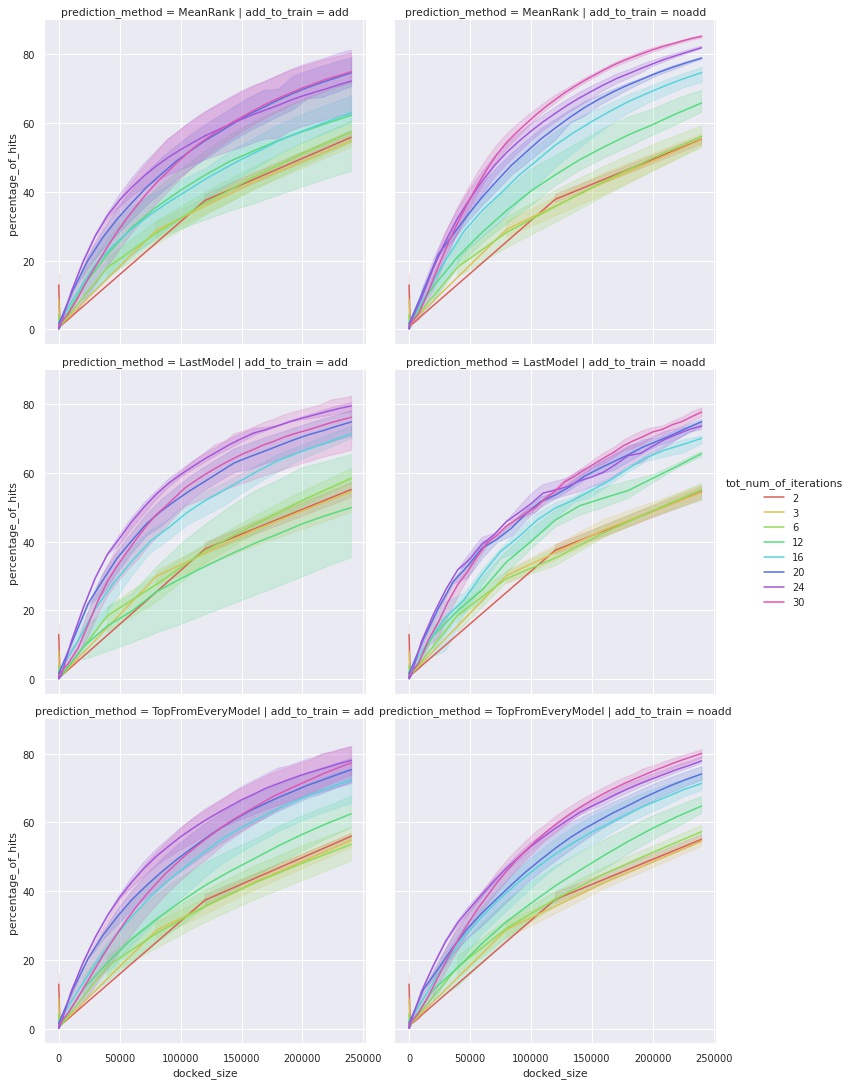 prediction_method = MeanRank | add_to_train = add
prediction_method = MeanRank | add_to_train = noadd
80
60
40
20
0
percentage_of_hits
prediction_method = LastModel | add_to_train = add
prediction_method = LastModel | add_to_train = noadd
80
60
40
20
0
percentage_of_hits
tot_num_of_iterations
2
3
6
12
16
20
24
30
prediction_method = TopFromEveryModel | add_to_train = add
prediction_method = TopFromEveryModel | add_to_train = noadd
80
60
40
20
0
percentage_of_hits
0 50000 100000 150000 200000 250000
docked_size
0 50000 100000 150000 200000 250000
docked_size